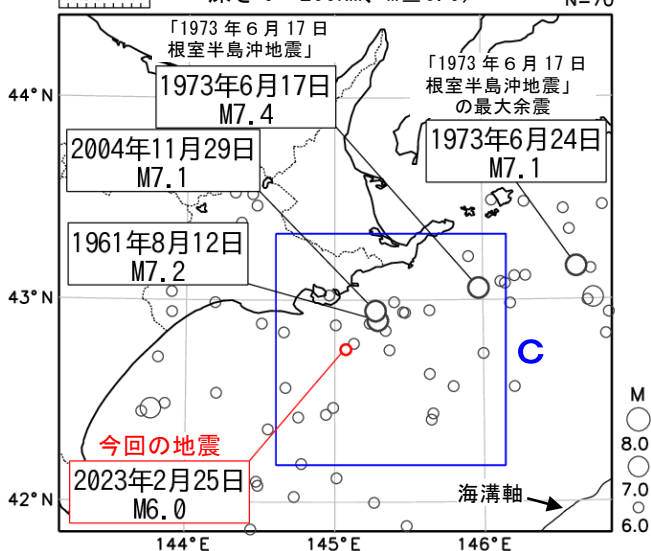 N=70
「1973年6月17日
根室半島沖地震」
1973年6月17日
M7.4
「1973年6月17日
根室半島沖地震」
の最大余震
1973年6月24日
M7.1
2004年11月29日
M7.1
1961年8月12日
M7.2
44°N
43°N
42°N
C
今回の地震
2023年2月25日
M6.0
海溝軸
M
8.0
7.0
6.0
144°E
145°E
146°E